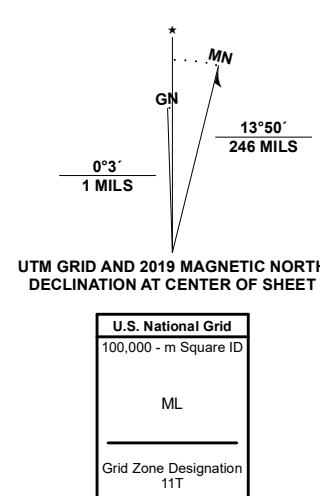 ★
MN
GN
13°50´
246 MILS
0°3´
1 MILS
UTM GRID AND 2019 MAGNETIC NORTH
DECLINATION AT CENTER OF SHEET
U.S. National Grid
100,000 - m Square ID
ML
Grid Zone Designation
11T